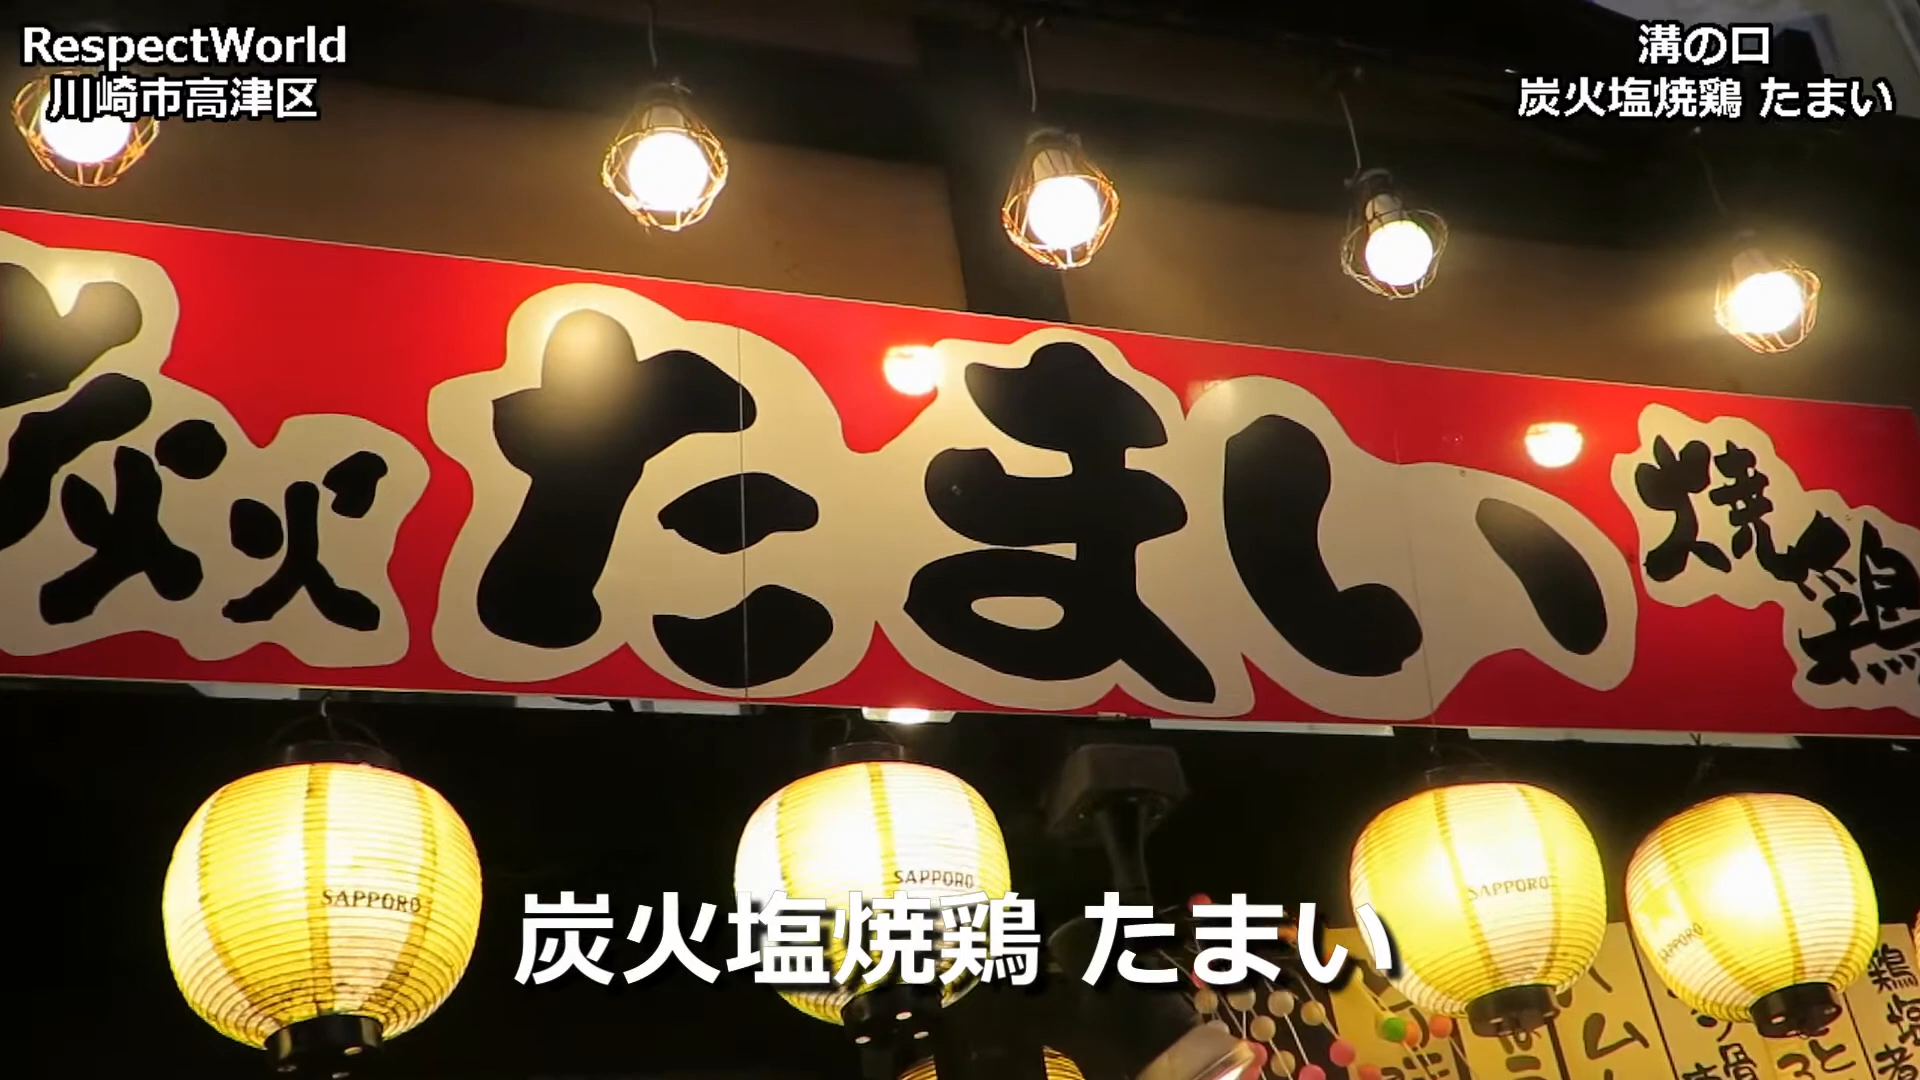 RespectWorld
川崎市高津区
溝の口
炭火塩焼鶏 たまい
炭火 たまい 焼鶏
SAPPORO
SAPPORO
SAPPORO
SAPPORO
炭火塩焼鶏 たまい